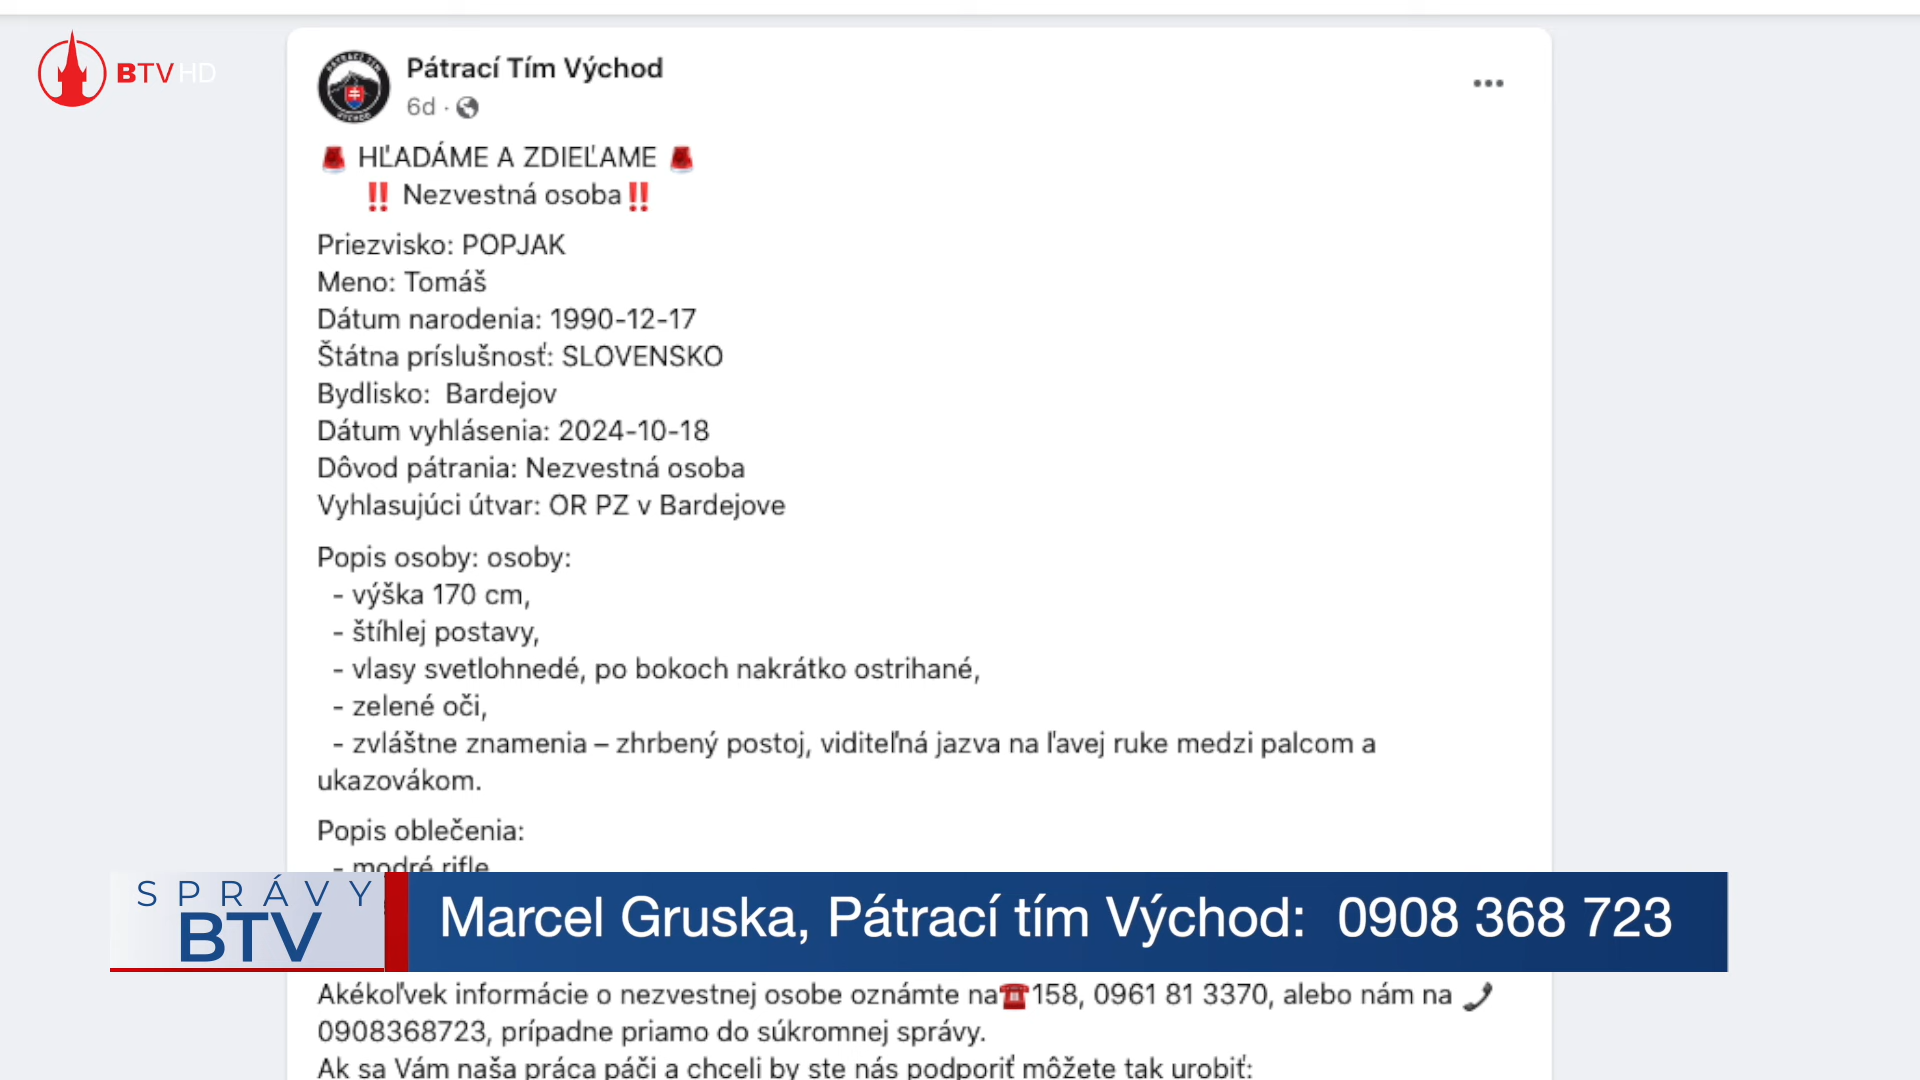 BTV HD
Pátrací Tím Východ
6d ·
HĽADÁME A ZDIEĽAME
‼ Nezvestná osoba‼
Priezvisko: POPJAK
Meno: Tomáš
Dátum narodenia: 1990-12-17
Štátna príslušnosť: SLOVENSKO
Bydlisko: Bardejov
Dátum vyhlásenia: 2024-10-18
Dôvod pátrania: Nezvestná osoba
Vyhlasujúci útvar: OR PZ v Bardejove
Popis osoby: osoby:
- výška 170 cm,
- štíhlej postavy,
- vlasy svetlohnedé, po bokoch nakrátko ostrihané,
- zelené oči,
- zvláštne znamenia – zhrbený postoj, viditeľná jazva na ľavej ruke medzi palcom a
ukazovákom.
Popis oblečenia:
- modré rifle
SPRÁVY
BTV
Marcel Gruska, Pátrací tím Východ: 0908 368 723
Akékoľvek informácie o nezvestnej osobe oznámte na☎158, 0961 81 3370, alebo nám na
0908368723, prípadne priamo do súkromnej správy.
Ak sa Vám naša práca páči a chceli by ste nás podporiť môžete tak urobiť: